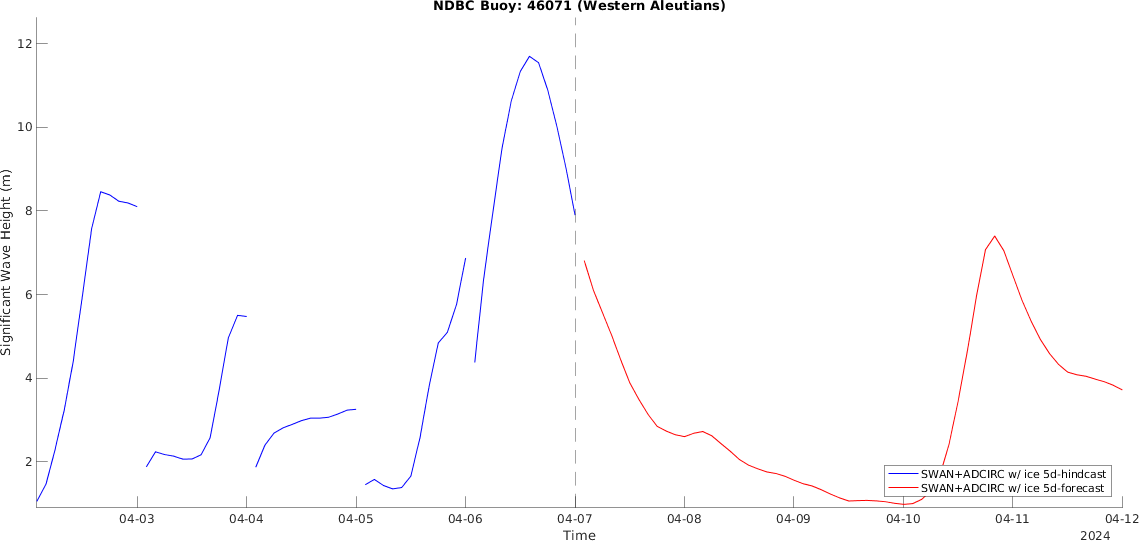 NDBC Buoy: 46071 (Western Aleutians)
Significant Wave Height (m)
12
10
8
6
4
2
SWAN+ADCIRC w/ ice 5d-hindcast
SWAN+ADCIRC w/ ice 5d-forecast
04-03 04-04 04-05 04-06 04-07 04-08 04-09 04-10 04-11 04-12
Time
2024